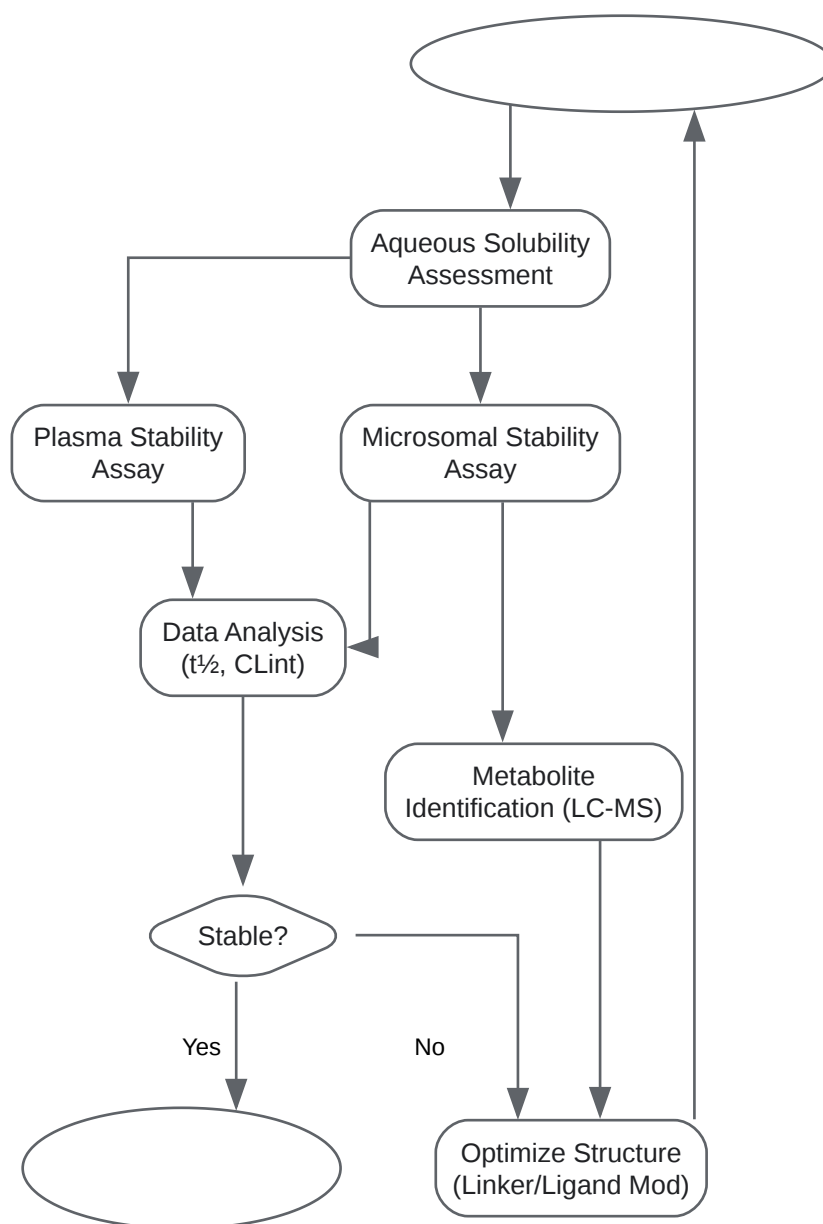 Aqueous Solubility
Assessment
Plasma Stability
Assay
Microsomal Stability
Assay
Data Analysis
(t½, CLint)
Metabolite
Identification (LC-MS)
Stable?
Yes
No
Optimize Structure
(Linker/Ligand Mod)